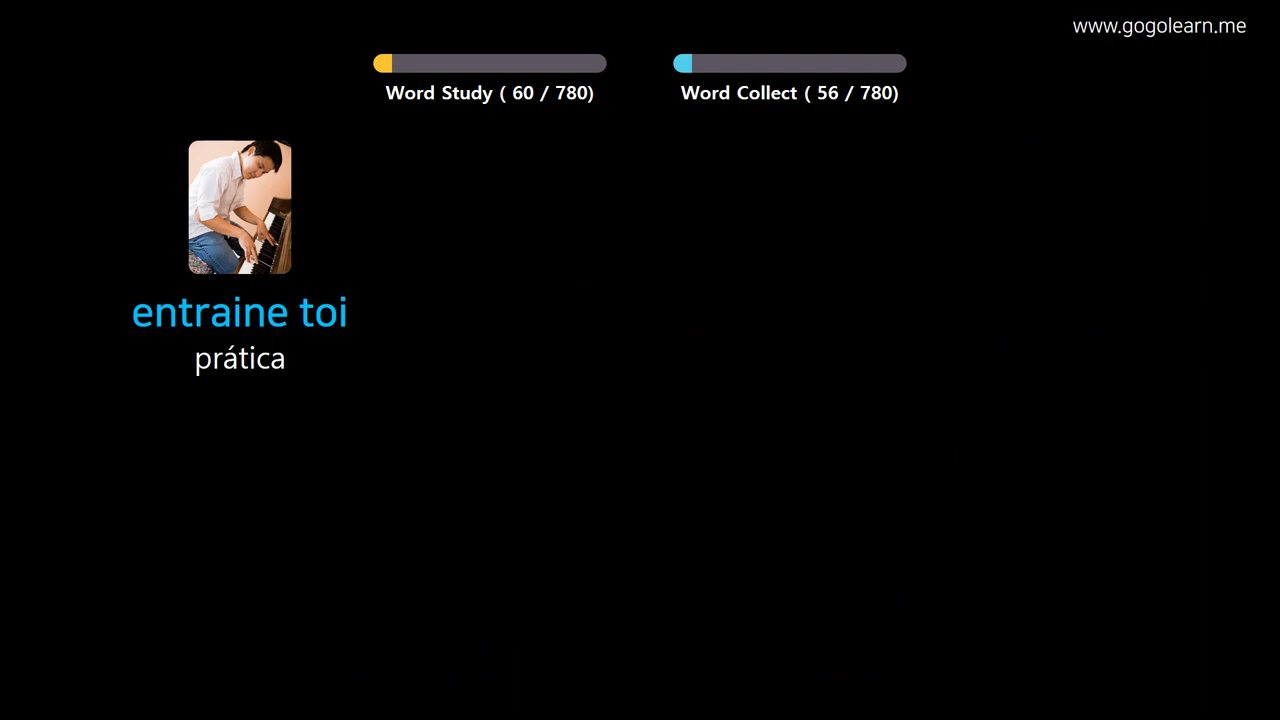 www.gogolearn.me
Word Study ( 60 / 780)
Word Collect ( 56 / 780)
entraine toi
prática